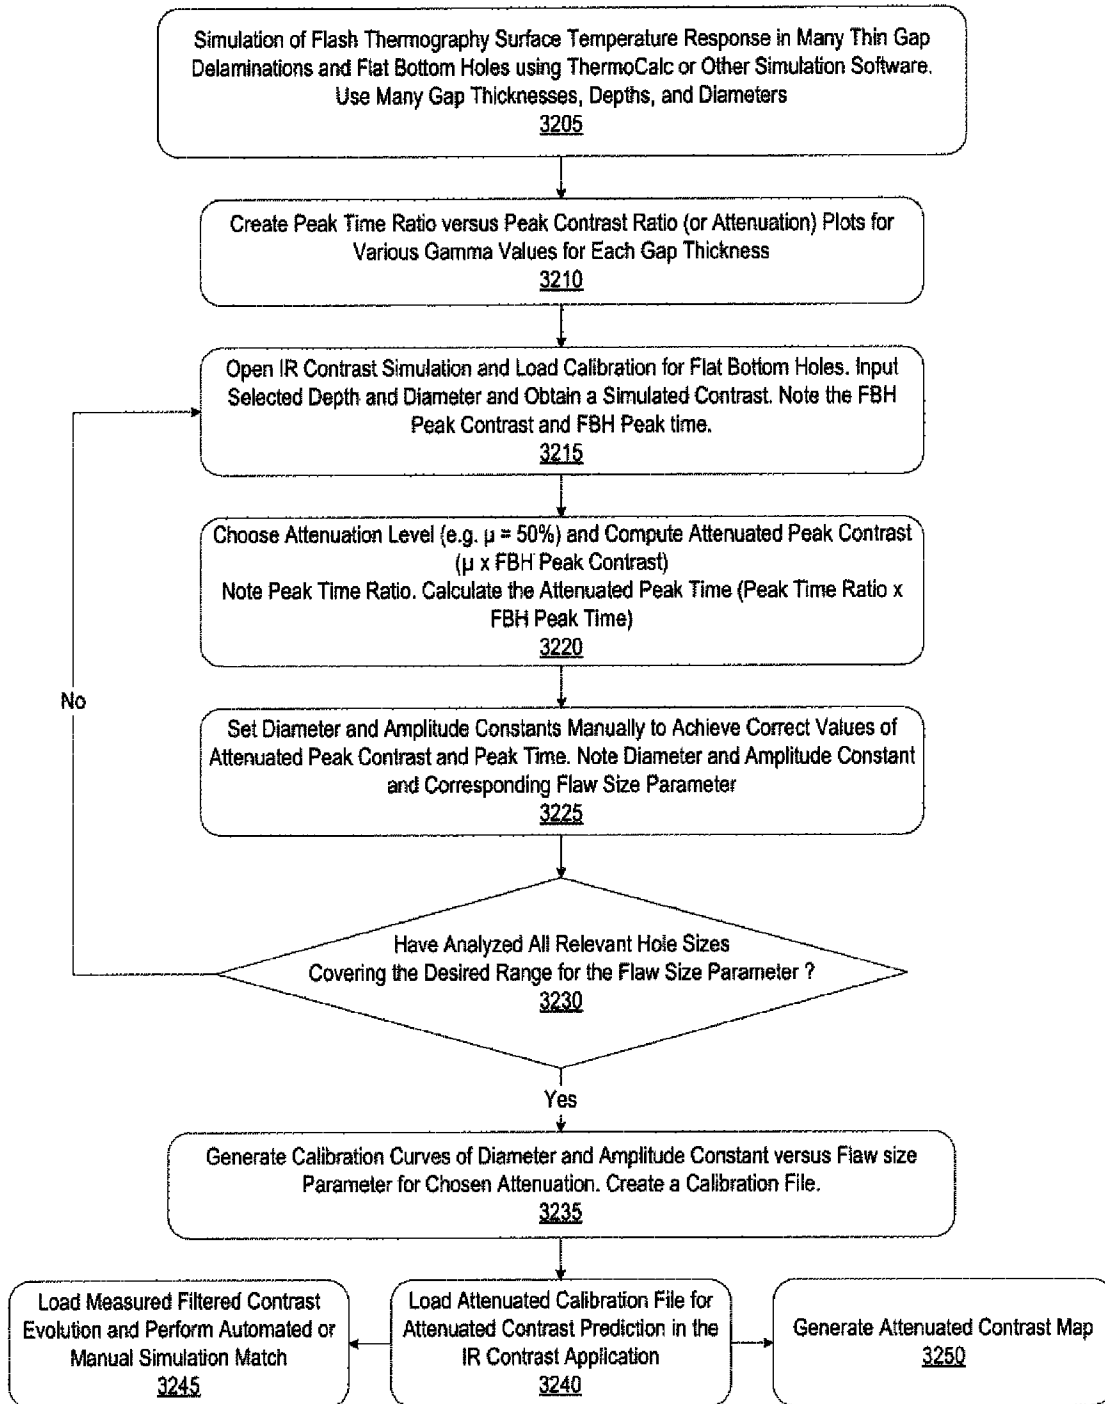 Simulation of Flash Thermography Surface Temperature Response in Many Thin Gap
Delaminations and Flat Bottom Holes using ThermoCalc or Other Simulation Software.
Use Many Gap Thicknesses, Depths, and Diameters
3205
Create Peak Time Ratio versus Peak Contrast Ratio (or Attenuation) Plots for
Various Gamma Values for Each Gap Thickness
3210
Open IR Contrast Simulation and Load Calibration for Flat Bottom Holes. Input
Selected Depth and Diameter and Obtain a Simulated Contrast. Note the FBH
Peak Contrast and FBH Peak time.
3215
Choose Attenuation Level (e.g. μ = 50%) and Compute Attenuated Peak Contrast
(μ x FBH Peak Contrast)
Note Peak Time Ratio. Calculate the Attenuated Peak Time (Peak Time Ratio x
FBH Peak Time)
3220
No
Set Diameter and Amplitude Constants Manually to Achieve Correct Values of
Attenuated Peak Contrast and Peak Time. Note Diameter and Amplitude Constant
and Corresponding Flaw Size Parameter
3225
Have Analyzed All Relevant Hole Sizes
Covering the Desired Range for the Flaw Size Parameter ?
3230
Yes
Generate Calibration Curves of Diameter and Amplitude Constant versus Flaw size
Parameter for Chosen Attenuation. Create a Calibration File.
3235
Load Measured Filtered Contrast
Evolution and Perform Automated or
Manual Simulation Match
3245
Load Attenuated Calibration File for
Attenuated Contrast Prediction in the
IR Contrast Application
3240
Generate Attenuated Contrast Map
3250